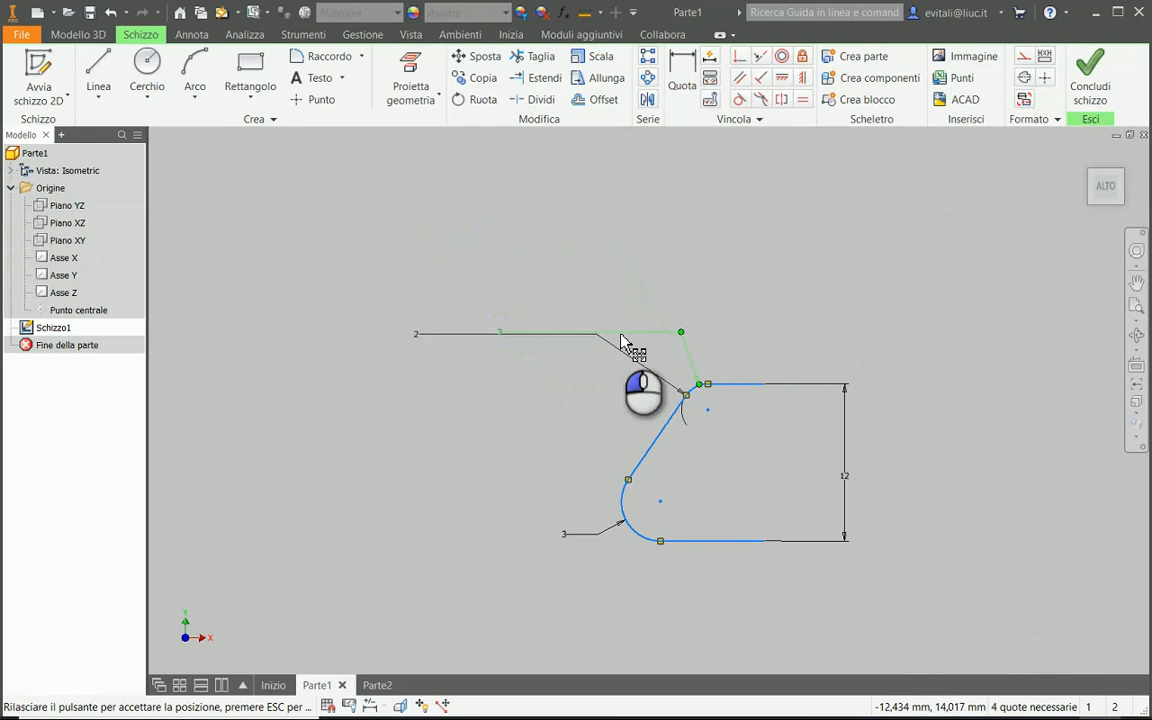 PRO
Materiale
Aspetto
Parte1
Ricerca Guida in linea e comando
evitali@liuc.it
File
Modello 3D
Schizzo
Annota
Analizza
Strumenti
Gestione
Vista
Ambienti
Inizia
Moduli aggiuntivi
Collabora
Avvia
schizzo 2D
Linea
Cerchio
Arco
Rettangolo
Raccordo
Testo
Punto
Proietta
geometria
Sposta
Copia
Ruota
Taglia
Estendi
Dividi
Scala
Allunga
Offset
Quota
Crea parte
Crea componenti
Crea blocco
Immagine
Punti
ACAD
Concludi
schizzo
Schizzo
Crea
Modifica
Serie
Vincola
Scheletro
Inserisci
Formato
Esci
Modello
Parte1
Vista: Isometric
Origine
Piano YZ
Piano XZ
Piano XY
Asse X
Asse Y
Asse Z
Punto centrale
Schizzo1
Fine della parte
ALTO
2
12
3
Y
X
Inizio
Parte1
Parte2
Rilasciare il pulsante per accettare la posizione, premere ESC per ...
-12,434 mm, 14,017 mm
4 quote necessarie
1
2